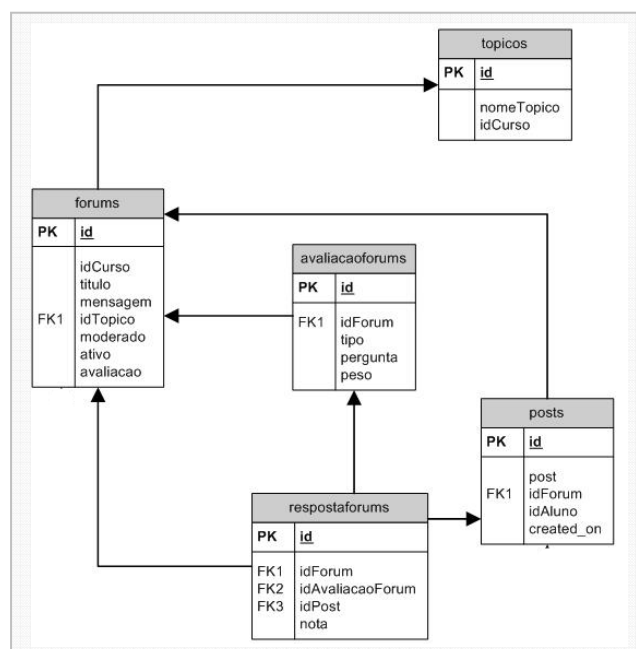 topicos
PK id
nomeTopico
idCurso
forums
PK id
idCurso
titulo
mensagem
FK1 idTopico
moderado
ativo
avaliacao
avaliacaoforums
PK id
FK1 idForum
tipo
pergunta
peso
posts
PK id
post
FK1 idForum
idAluno
created_on
respostaforums
PK id
FK1 idForum
FK2 idAvaliacaoForum
FK3 idPost
nota